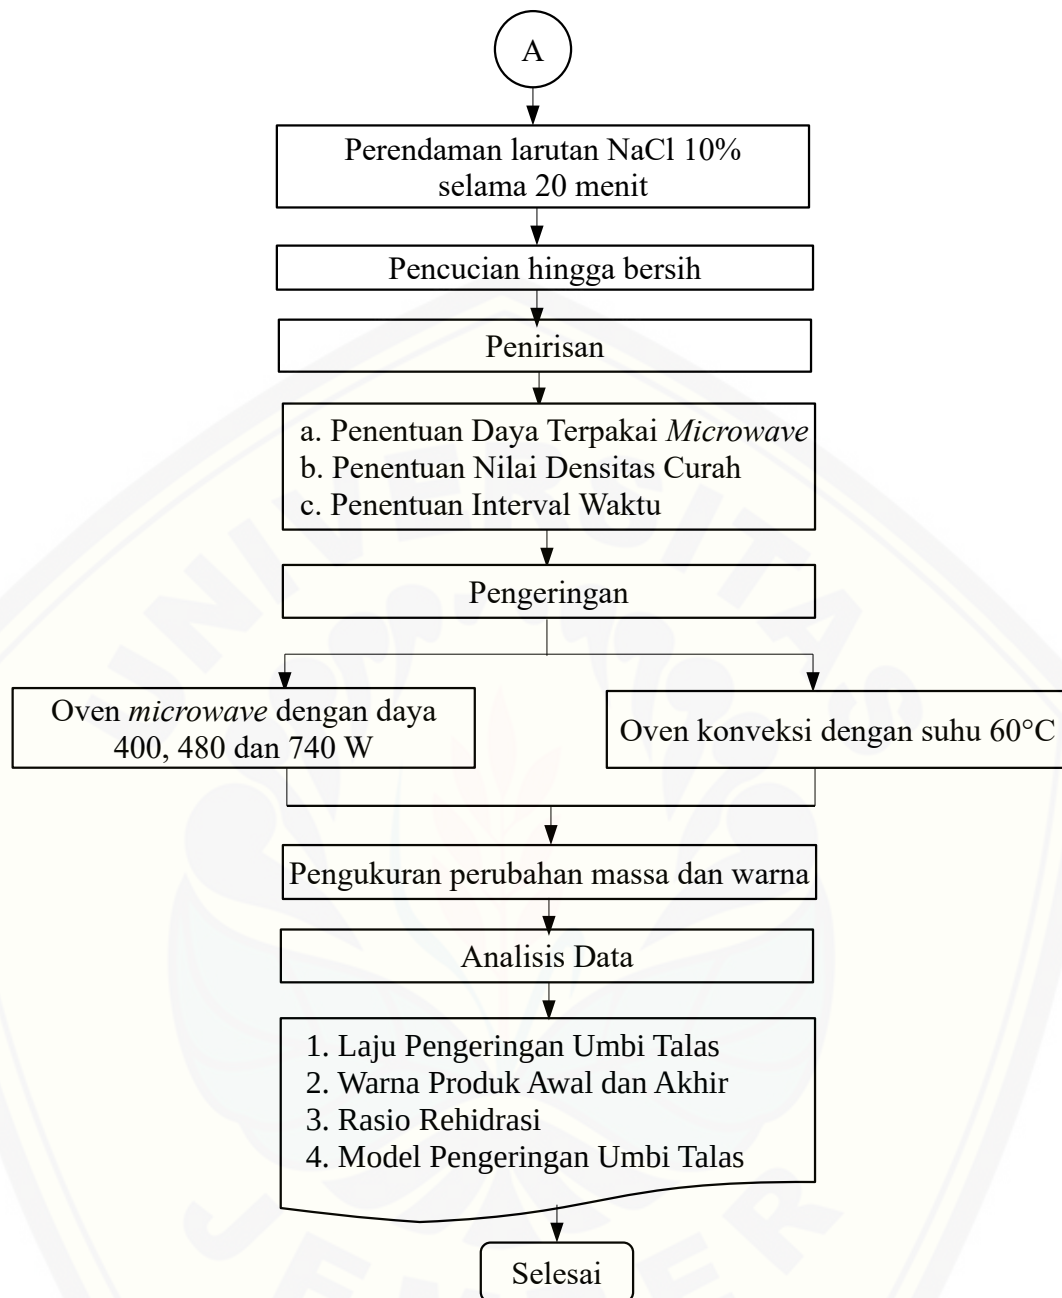 A
Perendaman larutan NaCl 10%
selama 20 menit
Pencucian hingga bersih
Penirisan
a. Penentuan Daya Terpakai Microwave
b. Penentuan Nilai Densitas Curah
c. Penentuan Interval Waktu
Pengeringan
Oven microwave dengan daya
400, 480 dan 740 W
Oven konveksi dengan suhu 60°C
Pengukuran perubahan massa dan warna
Analisis Data
1. Laju Pengeringan Umbi Talas
2. Warna Produk Awal dan Akhir
3. Rasio Rehidrasi
4. Model Pengeringan Umbi Talas
Selesai
UNIVERSITAS
JEMBER